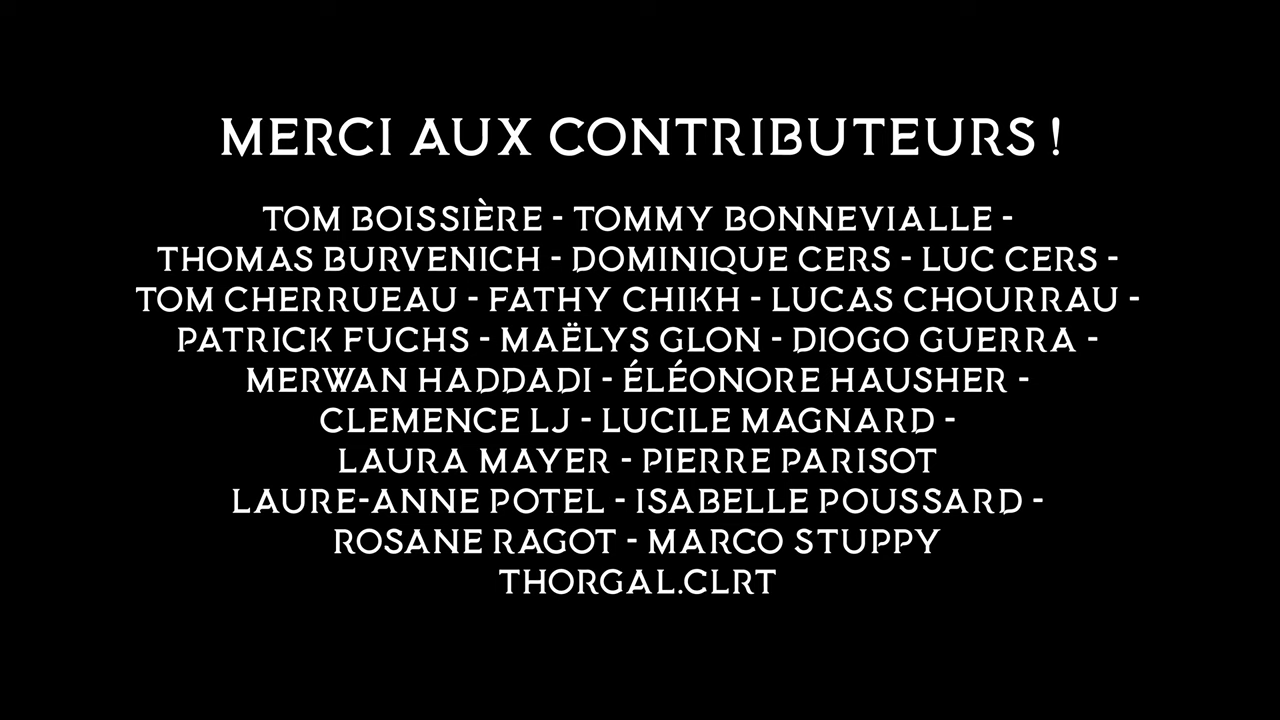 MERCI AUX CONTRIBUTEURS !
TOM BOISSIÈRE - TOMMY BONNEVIALLE -
THOMAS BURVENICH - DOMINIQUE CERS - LUC CERS -
TOM CHERRUEAU - FATHY CHIKH - LUCAS CHOURRAU -
PATRICK FUCHS - MAËLYS GLON - DIOGO GUERRA -
MERWAN HADDADI - ÉLÉONORE HAUSHER -
CLEMENCE LJ - LUCILE MAGNARD -
LAURA MAYER - PIERRE PARISOT
LAURE-ANNE POTEL - ISABELLE POUSSARD -
ROSANE RAGOT - MARCO STUPPY
THORGAL.CLRT